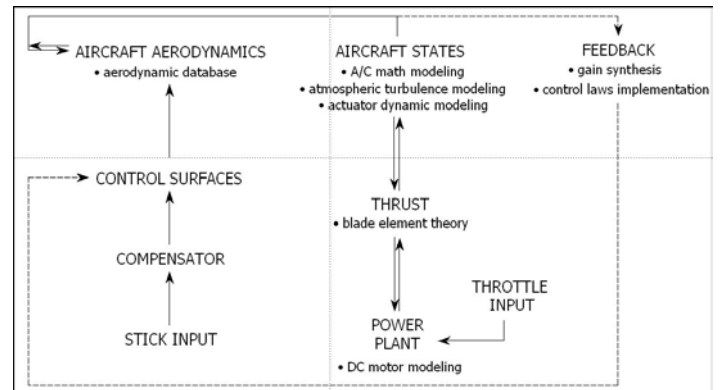 AIRCRAFT AERODYNAMICS
• aerodynamic database
AIRCRAFT STATES
• A/C math modeling
• atmospheric turbulence modeling
• actuator dynamic modeling
FEEDBACK
• gain synthesis
• control laws implementation
CONTROL SURFACES
COMPENSATOR
STICK INPUT
THRUST
• blade element theory
THROTTLE
INPUT
POWER
PLANT
• DC motor modeling